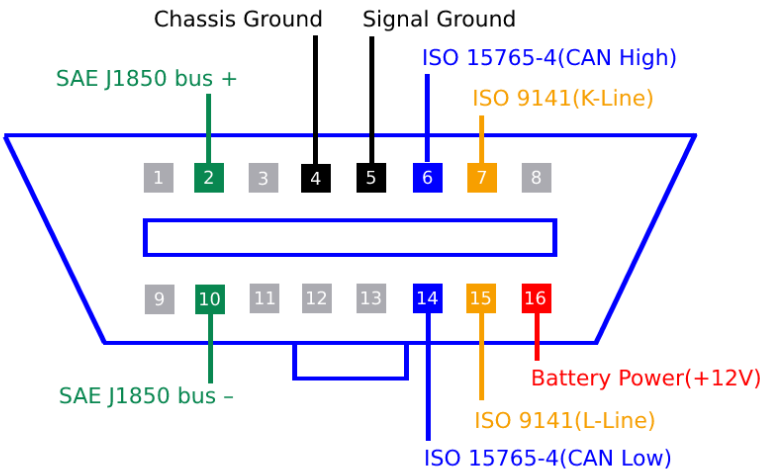 Chassis Ground
Signal Ground
ISO 15765-4(CAN High)
SAE J1850 bus +
ISO 9141(K-Line)
1 2 3 4 5 6 7 8
9 10 11 12 13 14 15 16
Battery Power(+12V)
SAE J1850 bus –
ISO 9141(L-Line)
ISO 15765-4(CAN Low)